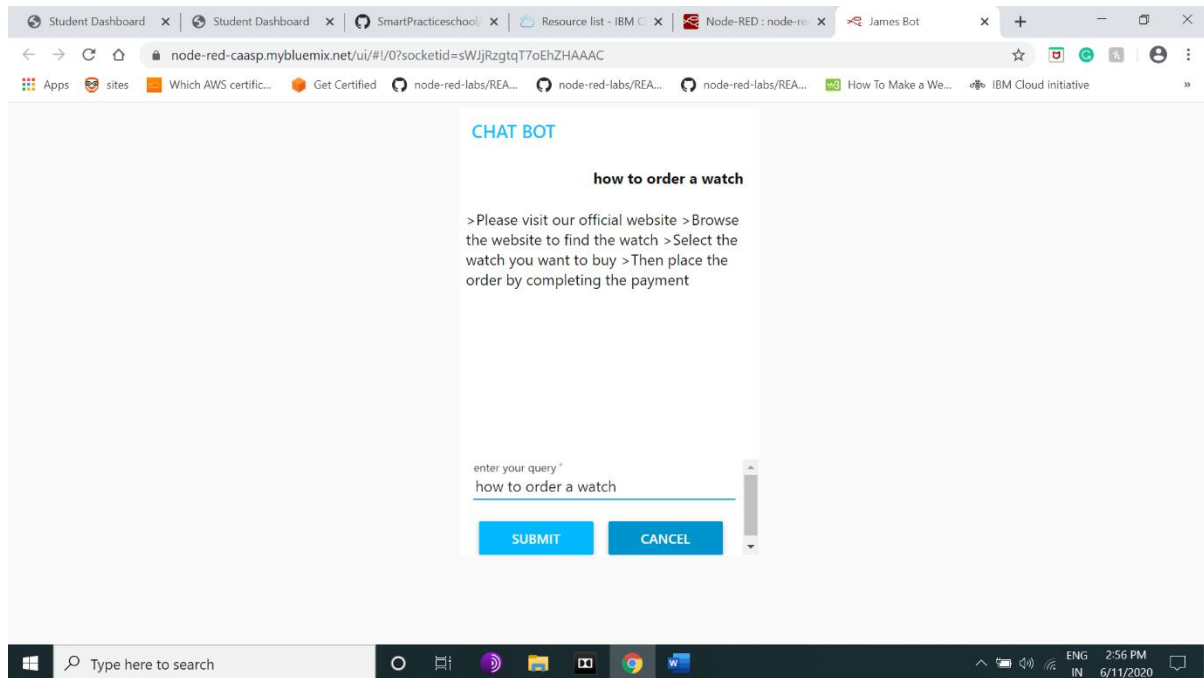 Student Dashboard
Student Dashboard
SmartPracticeschool/
Resource list - IBM C
Node-RED : node-re
James Bot
node-red-caasp.mybluemix.net/ui/#!/0?socketid=sWJjRzgtqT7oEhZHAAAC
Apps
sites
Which AWS certific...
Get Certified
node-red-labs/REA...
node-red-labs/REA...
node-red-labs/REA...
How To Make a We...
IBM Cloud initiative
CHAT BOT
how to order a watch
>Please visit our official website >Browse
the website to find the watch >Select the
watch you want to buy >Then place the
order by completing the payment
enter your query *
how to order a watch
SUBMIT
CANCEL
Type here to search
ENG
IN
2:56 PM
6/11/2020